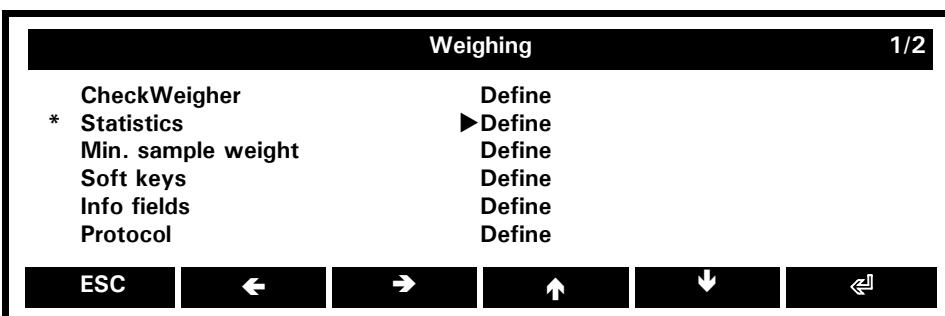 Weighing 1/2
CheckWeigher Define
* Statistics ▶Define
Min. sample weight Define
Soft keys Define
Info fields Define
Protocol Define
ESC ← → ↑ ↓ ↵